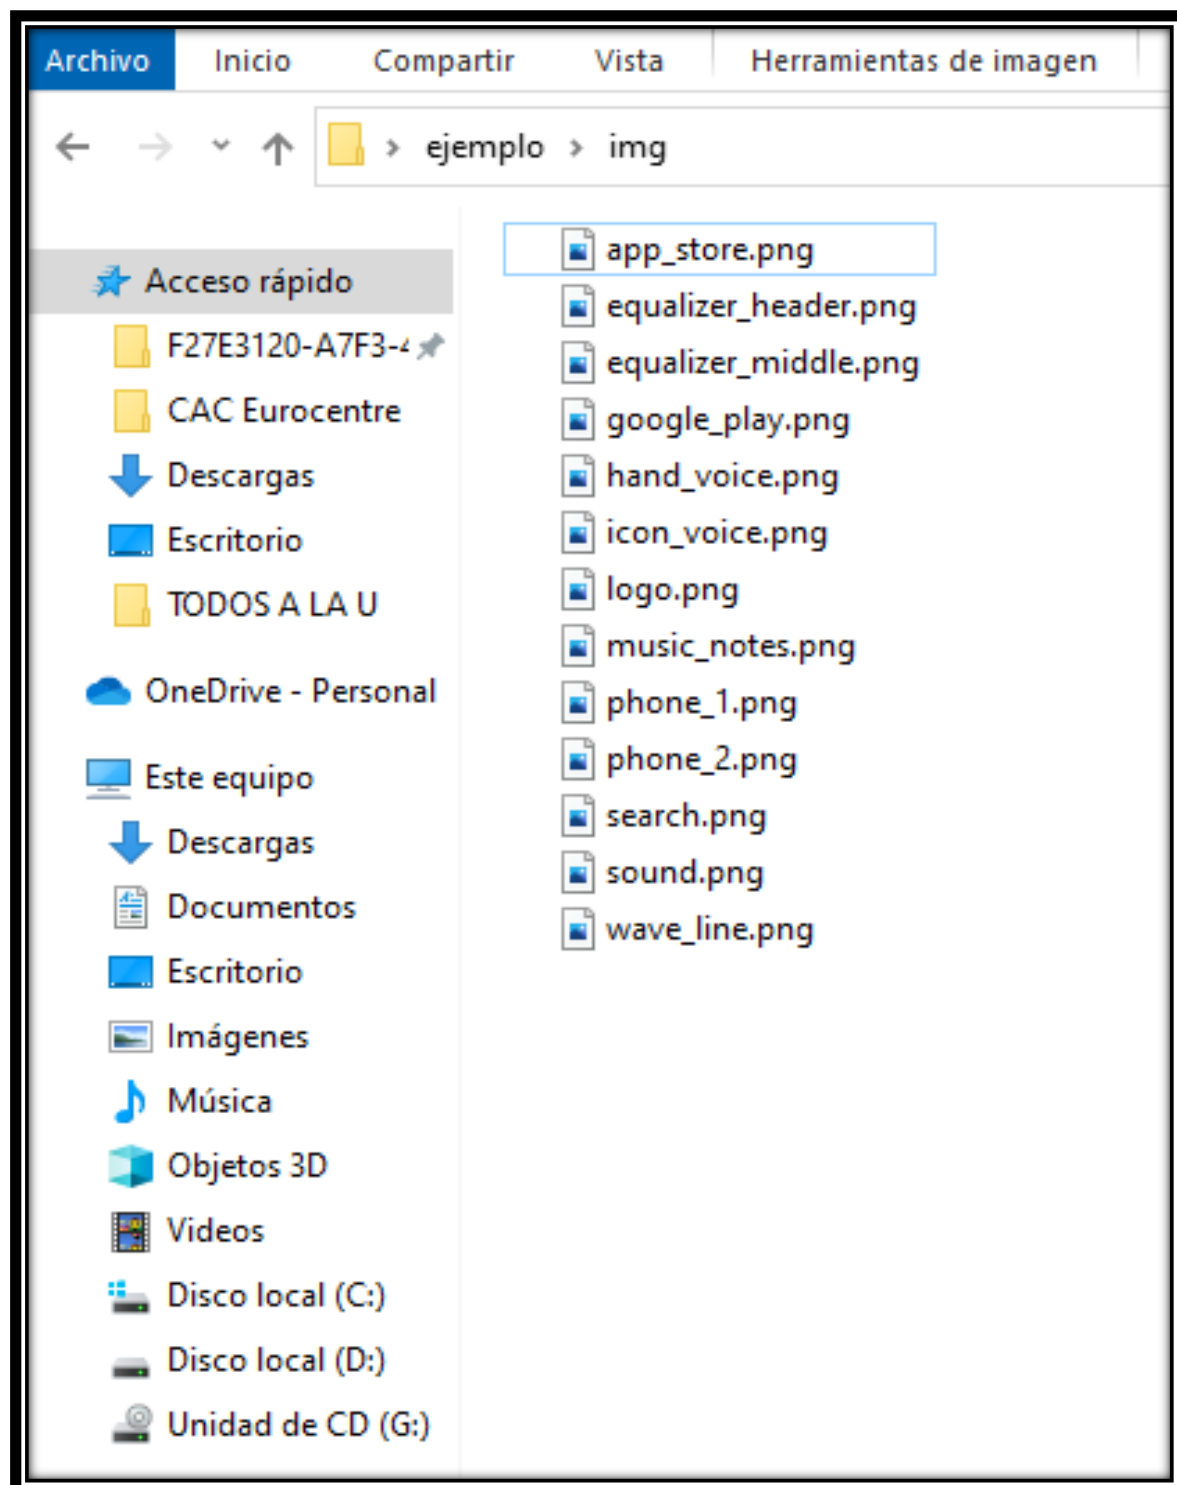 Archivo Inicio Compartir Vista Herramientas de imagen
ejemplo img
Acceso rápido
F27E3120-A7F3-4
CAC Eurocentre
Descargas
Escritorio
TODOS A LA U
OneDrive - Personal
Este equipo
Descargas
Documentos
Escritorio
Imágenes
Música
Objetos 3D
Videos
Disco local (C:)
Disco local (D:)
Unidad de CD (G:)
app_store.png
equalizer_header.png
equalizer_middle.png
google_play.png
hand_voice.png
icon_voice.png
logo.png
music_notes.png
phone_1.png
phone_2.png
search.png
sound.png
wave_line.png